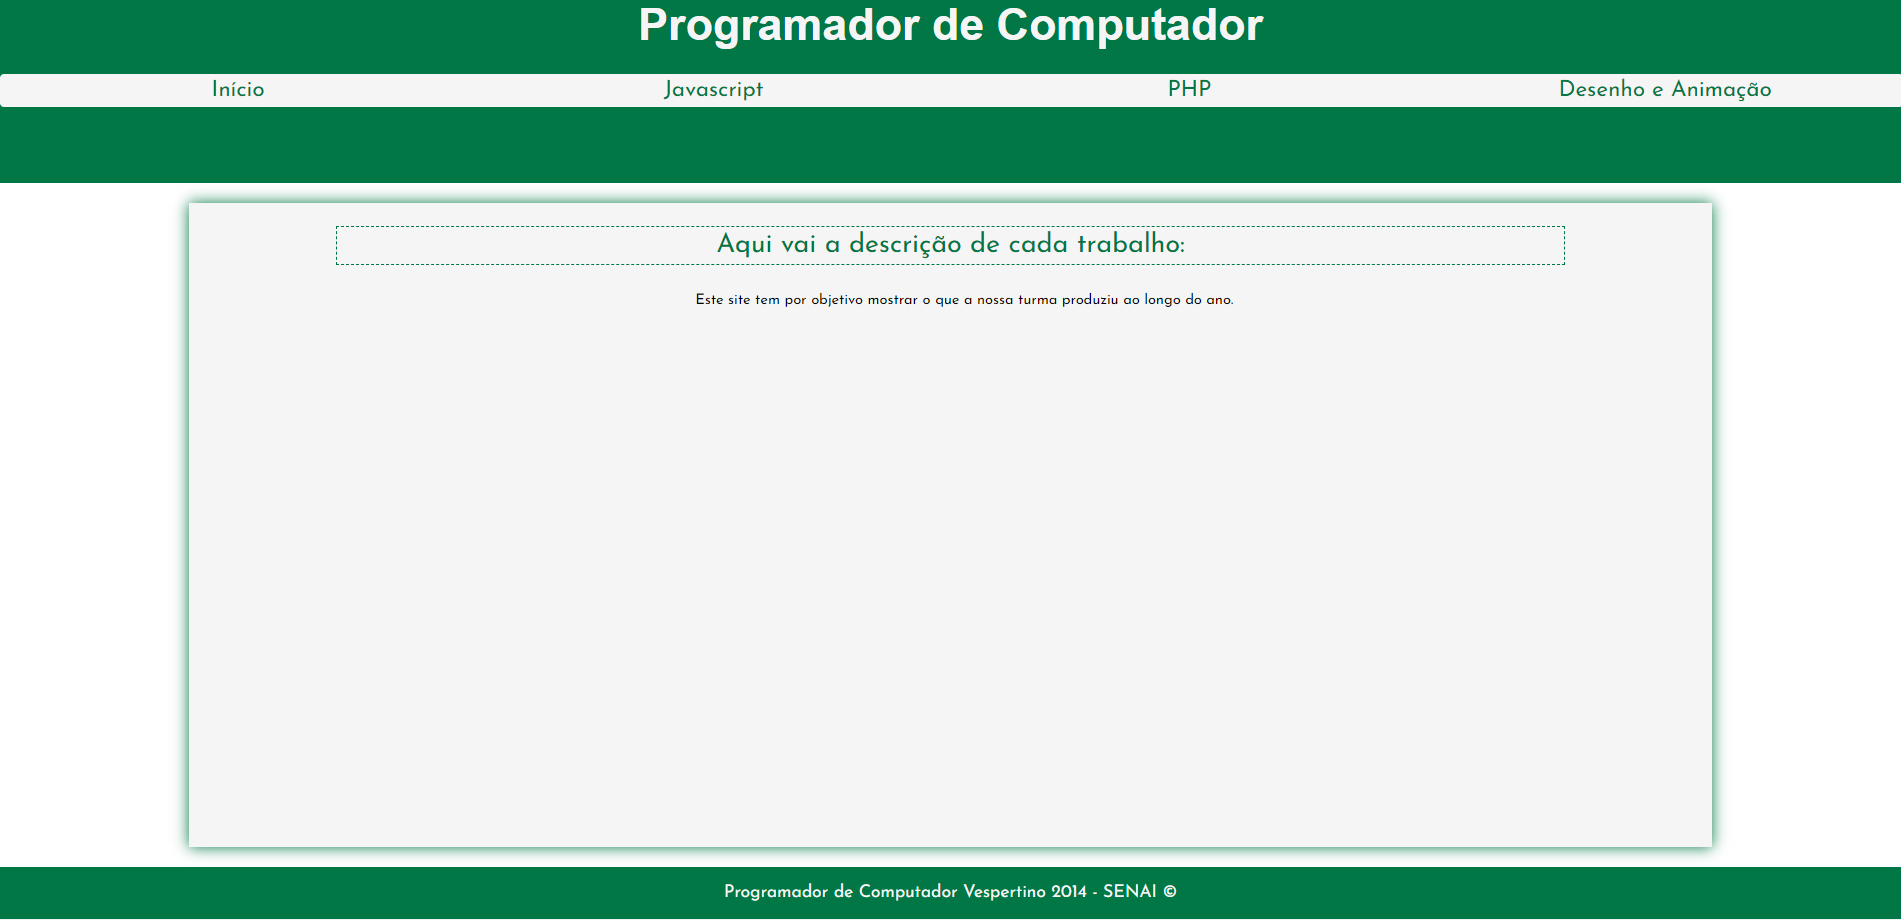 Programador de Computador
Início Javascript PHP Desenho e Animação
Aqui vai a descrição de cada trabalho:
Este site tem por objetivo mostrar o que a nossa turma produziu ao longo do ano.
Programador de Computador Vespertino 2014 - SENAI ©